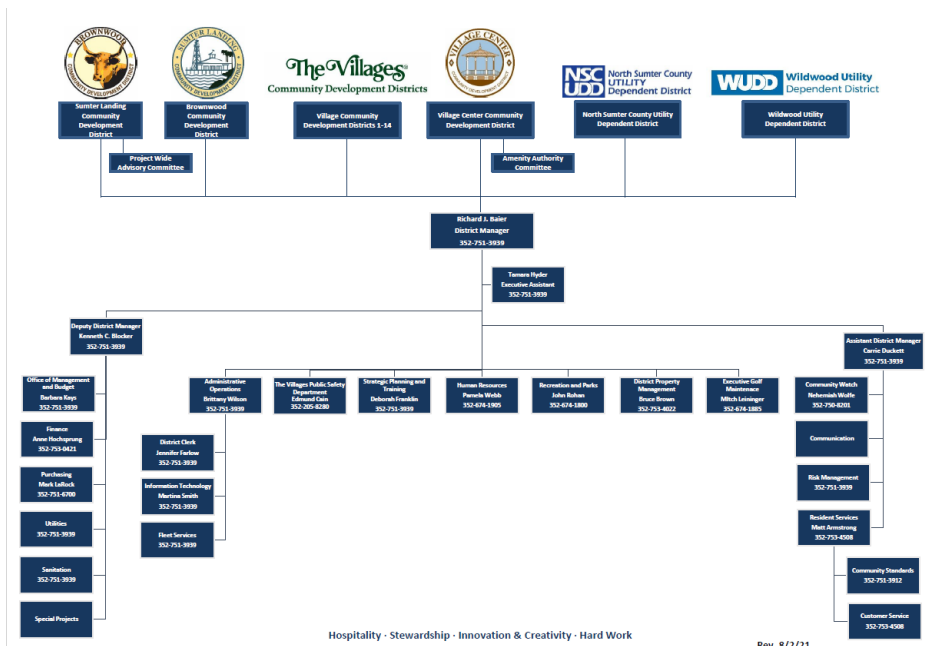 BROWNWOOD
COMMUNITY DEVELOPMENT DISTRICT
SUMTER LANDING
COMMUNITY DEVELOPMENT DISTRICT
The Villages®
Community Development Districts
VILLAGE CENTER
COMMUNITY DEVELOPMENT DISTRICT
NSC
UDD
North Sumter County
UTILITY
Dependent District
WUDD
Wildwood Utility
Dependent District
Sumter Landing
Community
Development
District
Brownwood
Community
Development
District
Village Community
Development Districts 1-14
Village Center Community
Development District
North Sumter County Utility
Dependent District
Wildwood Utility
Dependent District
Project Wide
Advisory Committee
Amenity Authority
Committee
Richard J. Baier
District Manager
352-751-3939
Tamara Hyder
Executive Assistant
352-751-3939
Deputy District Manager
Kenneth C. Blocker
352-751-3939
Assistant District Manager
Carrie Duckett
352-751-3939
Office of Management
and Budget
Barbara Kays
352-751-3939
Finance
Anne Hochsprung
352-753-0421
Purchasing
Mark LaRock
352-751-6700
Utilities
352-751-3939
Sanitation
352-751-3939
Special Projects
Administrative
Operations
Brittany Wilson
352-751-3939
District Clerk
Jennifer Farlow
352-751-3939
Information Technology
Martina Smith
352-751-3939
Fleet Services
352-751-3939
The Villages Public Safety
Department
Edmund Cain
352-205-8280
Strategic Planning and
Training
Deborah Franklin
352-751-3939
Human Resources
Pamela Webb
352-674-1905
Recreation and Parks
John Rohan
352-674-1800
District Property
Management
Bruce Brown
352-753-4022
Executive Golf
Maintenace
Mitch Leininger
352-674-1885
Community Watch
Nehemiah Wolfe
352-750-8201
Communication
Risk Management
352-751-3939
Resident Services
Matt Armstrong
352-753-4508
Community Standards
352-751-3912
Customer Service
352-753-4508
Hospitality · Stewardship · Innovation & Creativity · Hard Work
Rev. 8/2/21